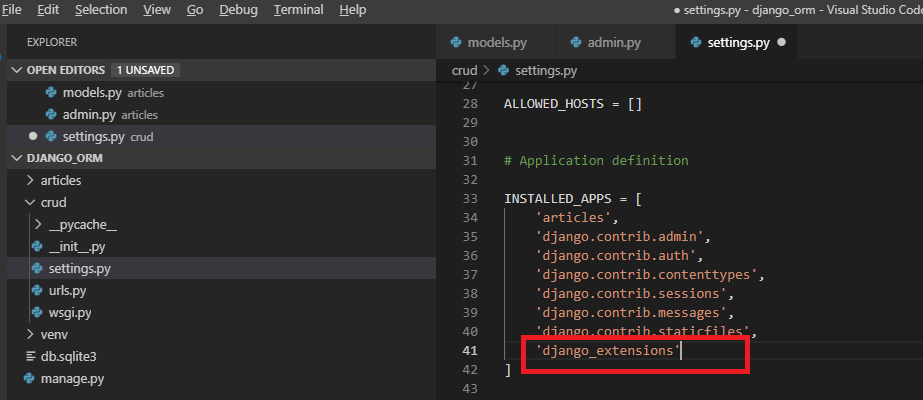 File Edit Selection View Go Debug Terminal Help
● settings.py - django_orm - Visual Studio Code
EXPLORER
OPEN EDITORS 1 UNSAVED
models.py articles
admin.py articles
settings.py crud
DJANGO_ORM
articles
crud
__pycache__
__init__.py
settings.py
urls.py
wsgi.py
venv
db.sqlite3
manage.py
models.py admin.py settings.py
crud > settings.py
27
28 ALLOWED_HOSTS = []
29
30
31 # Application definition
32
33 INSTALLED_APPS = [
34 'articles',
35 'django.contrib.admin',
36 'django.contrib.auth',
37 'django.contrib.contenttypes',
38 'django.contrib.sessions',
39 'django.contrib.messages',
40 'django.contrib.staticfiles',
41 'django_extensions'
42 ]
43